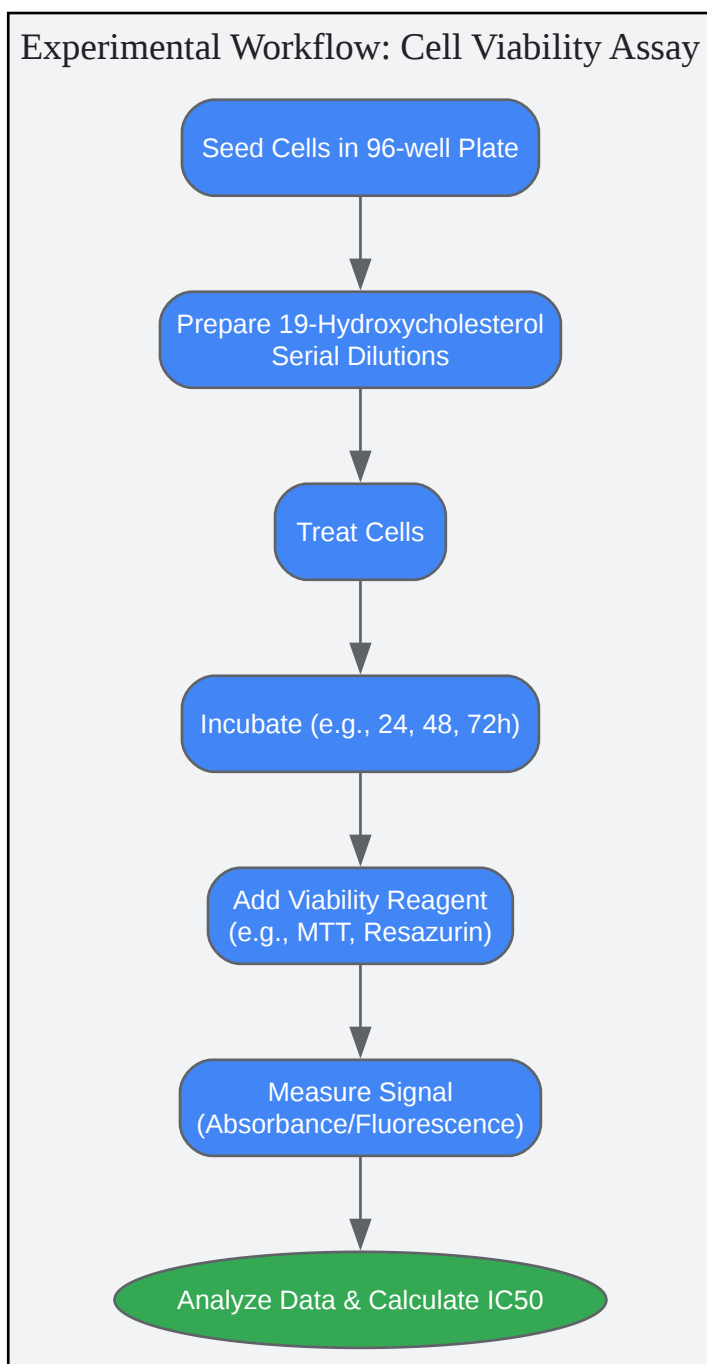 Experimental Workflow: Cell Viability Assay
Seed Cells in 96-well Plate
Prepare 19-Hydroxycholesterol
Serial Dilutions
Treat Cells
Incubate (e.g., 24, 48, 72h)
Add Viability Reagent
(e.g., MTT, Resazurin)
Measure Signal
(Absorbance/Fluorescence)
Analyze Data & Calculate IC50